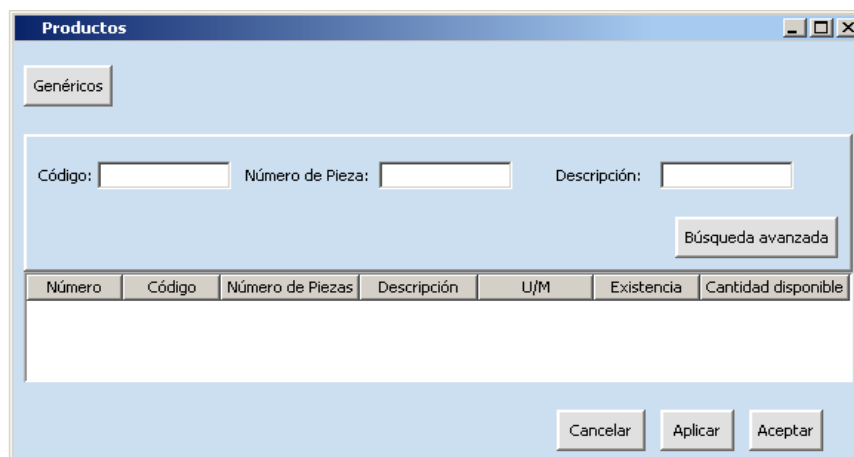 Productos
Genéricos
Código: Número de Pieza: Descripción:
Búsqueda avanzada
Número Código Número de Piezas Descripción U/M Existencia Cantidad disponible
Cancelar Aplicar Aceptar